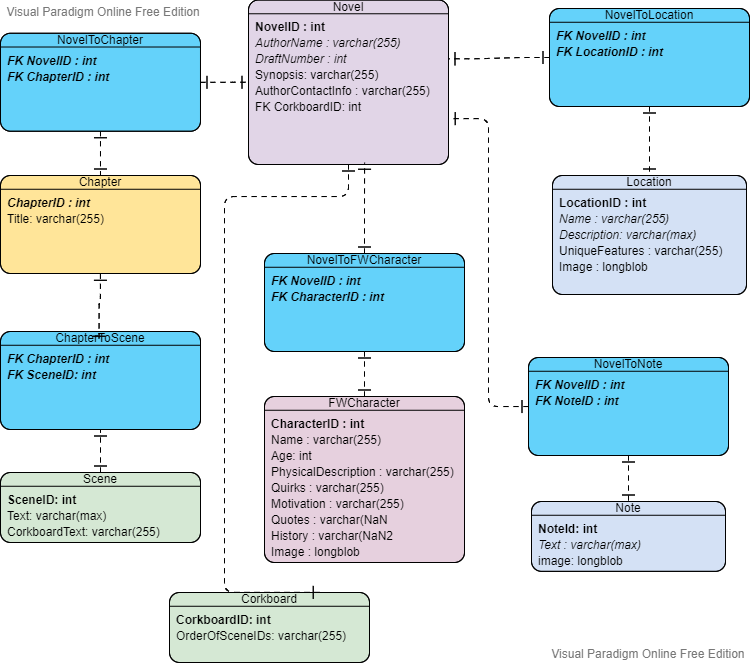 Visual Paradigm Online Free Edition
Novel
NovelID : int
AuthorName : varchar(255)
DraftNumber : int
Synopsis: varchar(255)
AuthorContactInfo : varchar(255)
FK CorkboardID: int
NovelToLocation
FK NovelID : int
FK LocationID : int
NovelToChapter
FK NovelID : int
FK ChapterID : int
Chapter
ChapterID : int
Title: varchar(255)
Location
LocationID : int
Name : varchar(255)
Description: varchar(max)
UniqueFeatures : varchar(255)
Image : longblob
NovelToFWCharacter
FK NovelID : int
FK CharacterID : int
ChapterToScene
FK ChapterID : int
FK SceneID: int
NovelToNote
FK NovelID : int
FK NoteID : int
FWCharacter
CharacterID : int
Name : varchar(255)
Age: int
PhysicalDescription : varchar(255)
Quirks : varchar(255)
Motivation : varchar(255)
Quotes : varchar(NaN
History : varchar(NaN2
Image : longblob
Scene
SceneID: int
Text: varchar(max)
CorkboardText: varchar(255)
Note
NoteId: int
Text : varchar(max)
image: longblob
Corkboard
CorkboardID: int
OrderOfSceneIDs: varchar(255)
Visual Paradigm Online Free Edition